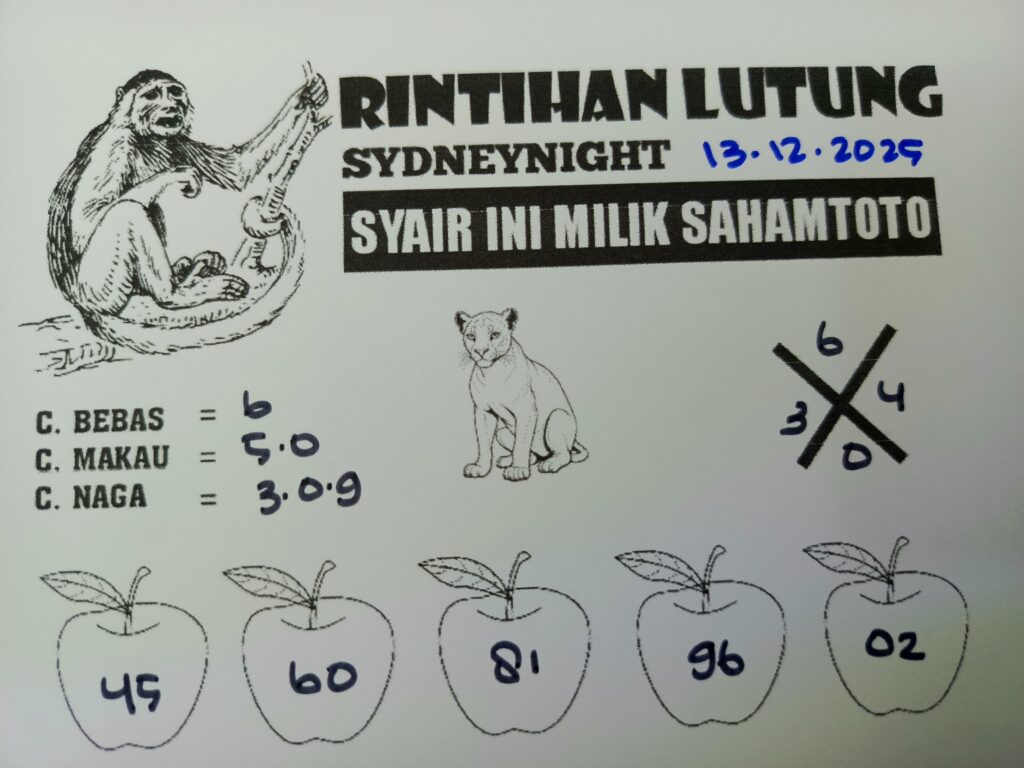 RINTIHAN LUTUNG
SYDNEYNIGHT 13.12.2025
SYAIR INI MILIK SAHAMTOTO
6
3 4
0
C. BEBAS = 6
C. MAKAU = 5.0
C. NAGA = 3.0.9
45 60 81 96 02